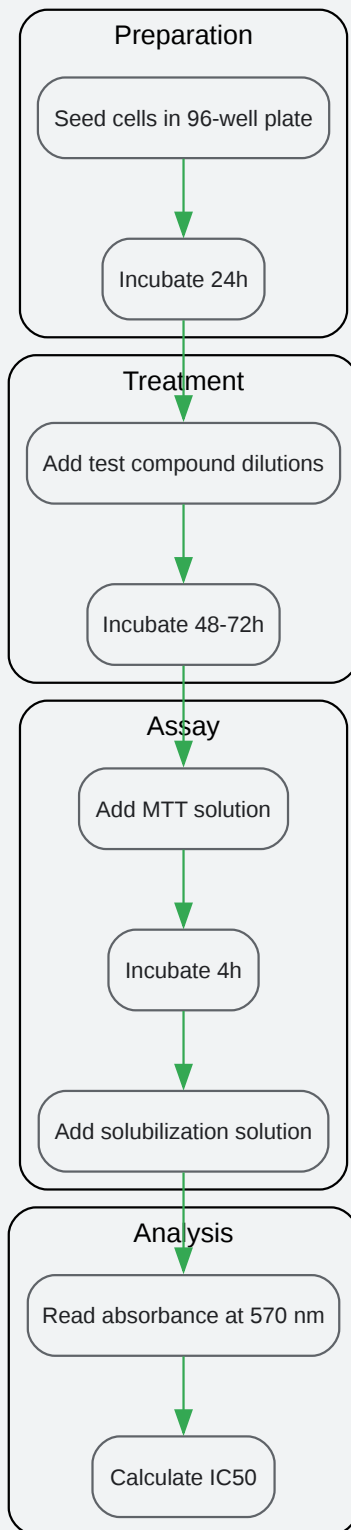 Preparation
Seed cells in 96-well plate
Incubate 24h
Treatment
Add test compound dilutions
Incubate 48-72h
Assay
Add MTT solution
Incubate 4h
Add solubilization solution
Analysis
Read absorbance at 570 nm
Calculate IC50